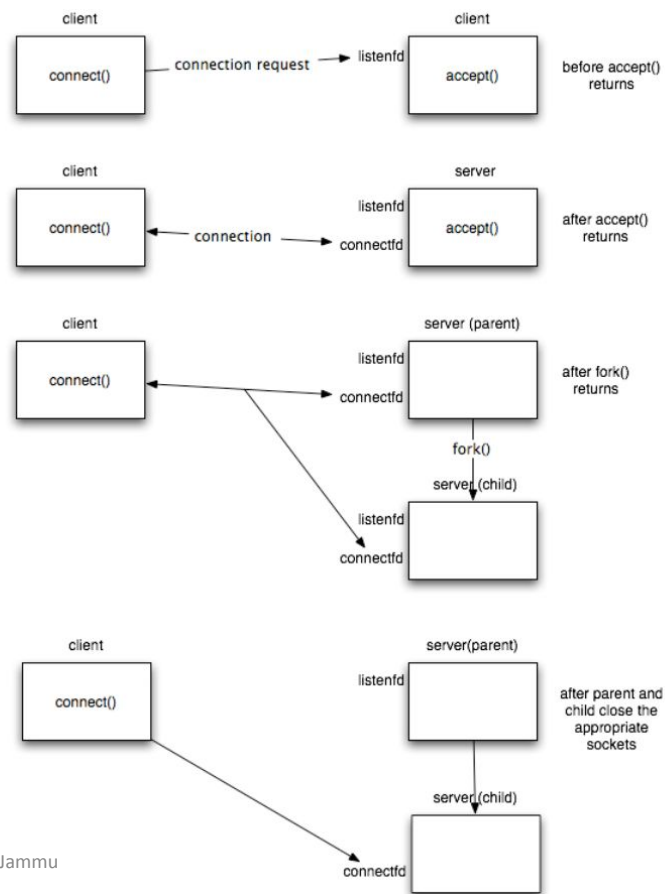 client
client
connect()
connection request
listenfd
accept()
before accept()
returns
client
server
connect()
connection
listenfd
connectfd
accept()
after accept()
returns
client
server (parent)
connect()
listenfd
connectfd
after fork()
returns
fork()
server (child)
listenfd
connectfd
client
server(parent)
connect()
listenfd
after parent and
child close the
appropriate
sockets
server (child)
connectfd
Jammu